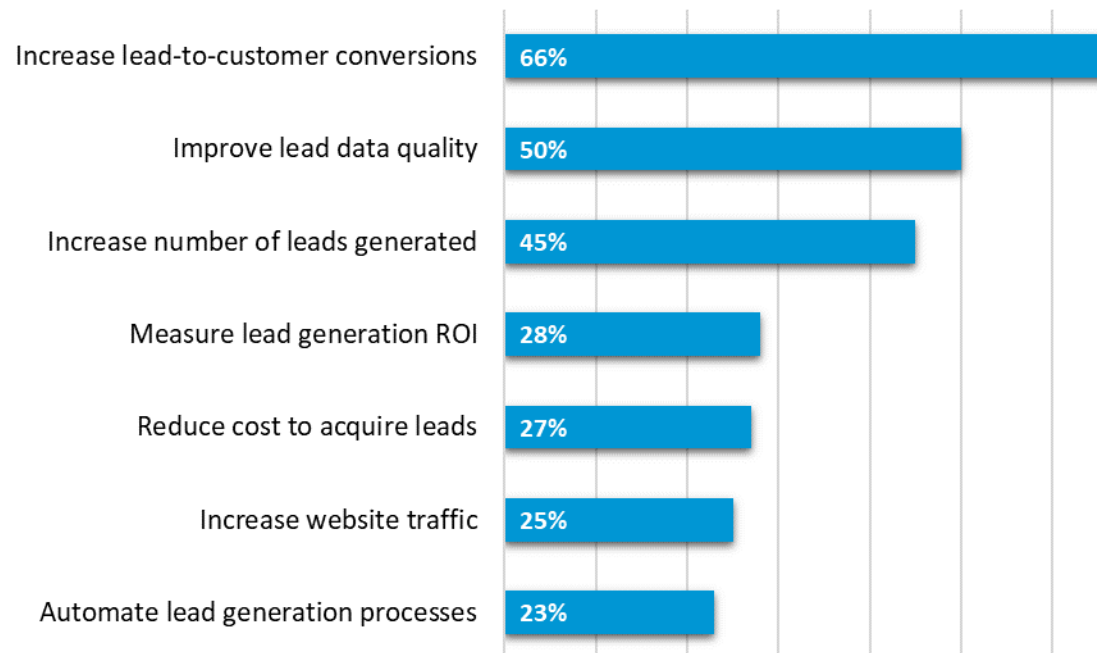 Increase lead-to-customer conversions 66%
Improve lead data quality 50%
Increase number of leads generated 45%
Measure lead generation ROI 28%
Reduce cost to acquire leads 27%
Increase website traffic 25%
Automate lead generation processes 23%